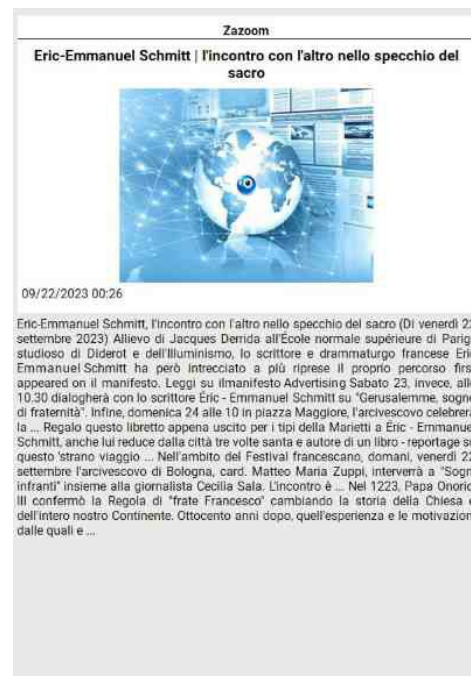 Zazoom
Eric-Emmanuel Schmitt | l'incontro con l'altro nello specchio del
sacro
09/22/2023 00:26
Eric-Emmanuel Schmitt, l'incontro con l'altro nello specchio del sacro (Di venerdì 22
settembre 2023) Allievo di Jacques Derrida all'École normale supérieure di Parigi
studioso di Diderot e dell'Illuminismo, lo scrittore e drammaturgo francese Eric
Emmanuel Schmitt ha però intrecciato a più riprese il proprio percorso first
appeared on il manifesto. Leggi su ilmanifesto Advertising Sabato 23, invece, alle
10.30 dialogherà con lo scrittore Éric - Emmanuel Schmitt su "Gerusalemme, sogno
di fraternità". Infine, domenica 24 alle 10 in piazza Maggiore, l'arcivescovo celebrerà
la ... Regalo questo libretto appena uscito per i tipi della Marietti a Éric - Emmanuel
Schmitt, anche lui reduce dalla città tre volte santa e autore di un libro - reportage su
questo 'strano viaggio ... Nell'ambito del Festival francescano, domani, venerdì 22
settembre l'arcivescovo di Bologna, card. Matteo Maria Zuppi, interverrà a "Sogni
infranti" insieme alla giornalista Cecilia Sala. L'incontro è ... Nel 1223, Papa Onorio
III confermò la Regola di "frate Francesco" cambiando la storia della Chiesa e
dell'intero nostro Continente. Ottocento anni dopo, quell'esperienza e le motivazioni
dalle quali e ...